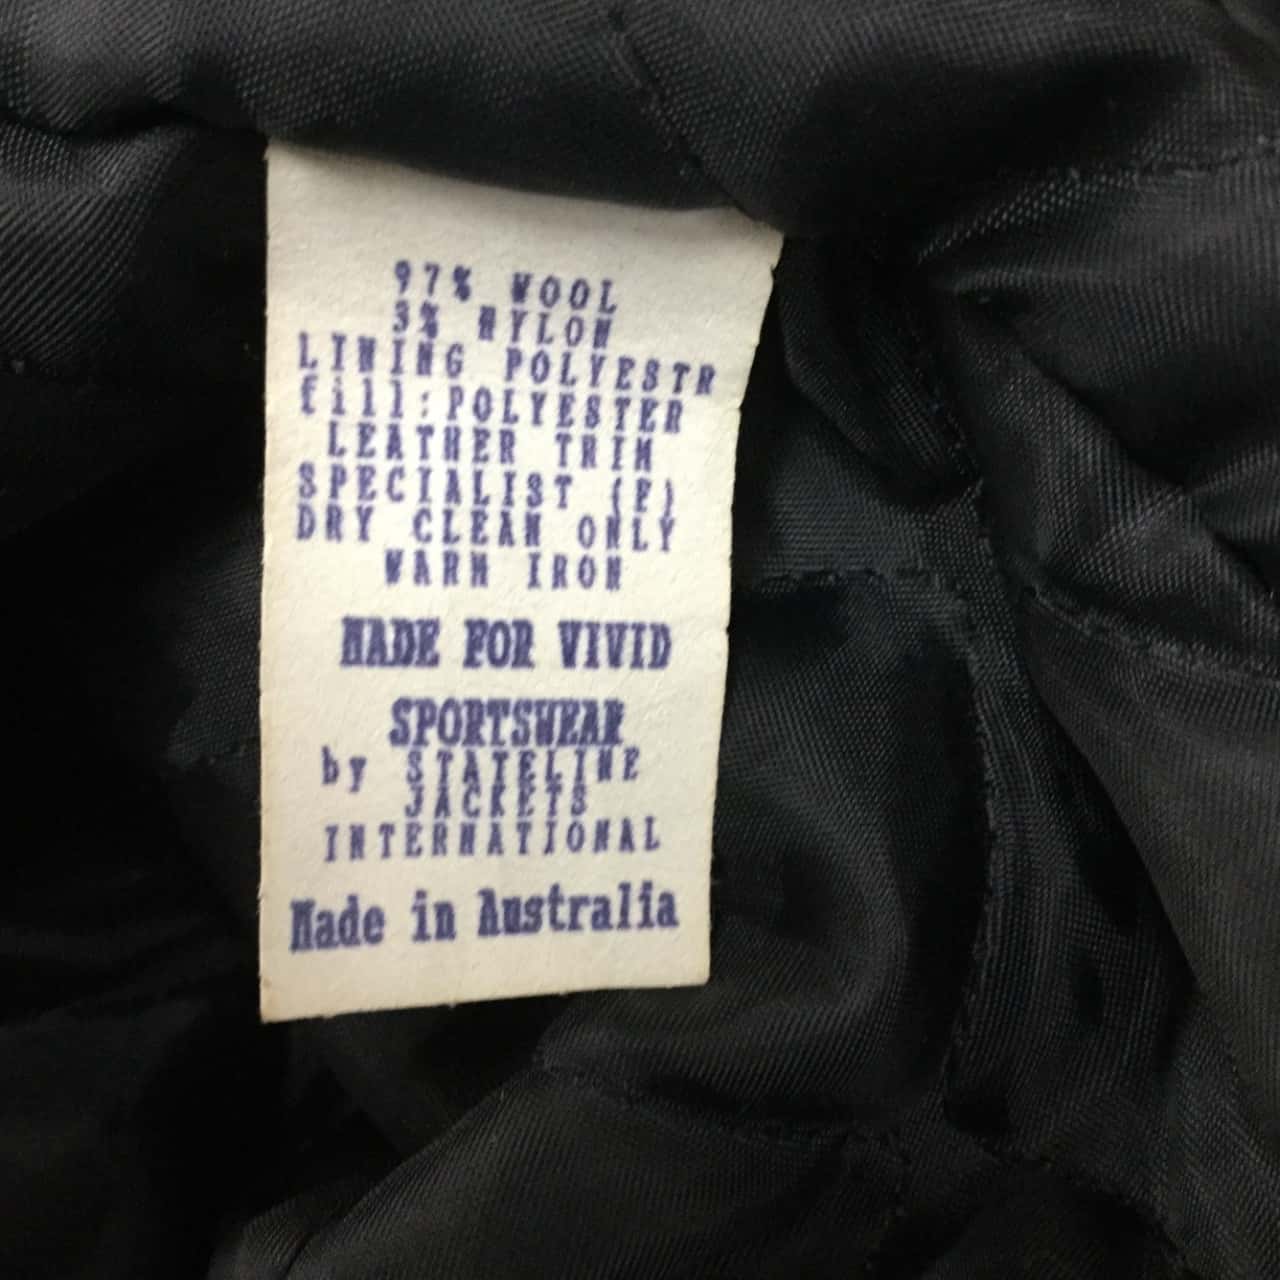 97% WOOL
3% NYLON
LINING POLYESTR
fill:POLYESTER
LEATHER TRIM
SPECIALIST (F)
DRY CLEAN ONLY
WARM IRON
MADE FOR VIVID
SPORTSWEAR
by STATELINE
JACKETS
INTERNATIONAL
Made in Australia